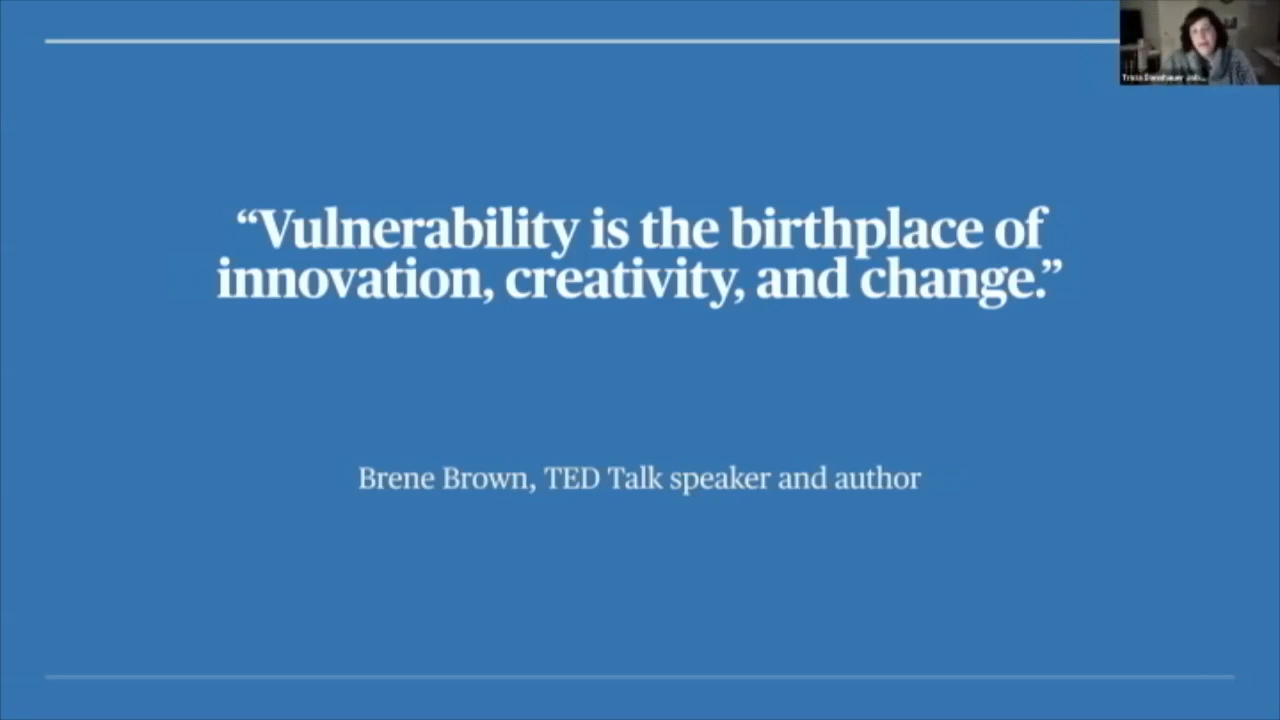 “Vulnerability is the birthplace of
innovation, creativity, and change.”
Brene Brown, TED Talk speaker and author